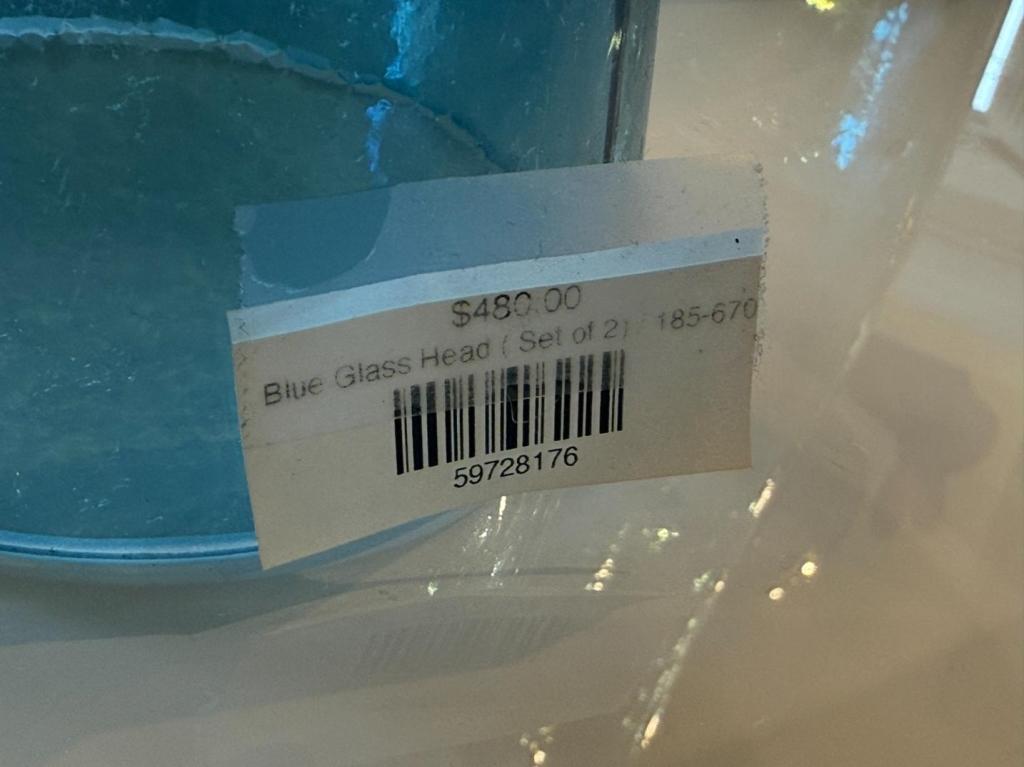 $480.00
Blue Glass Head ( Set of 2) / 185-670
59728176